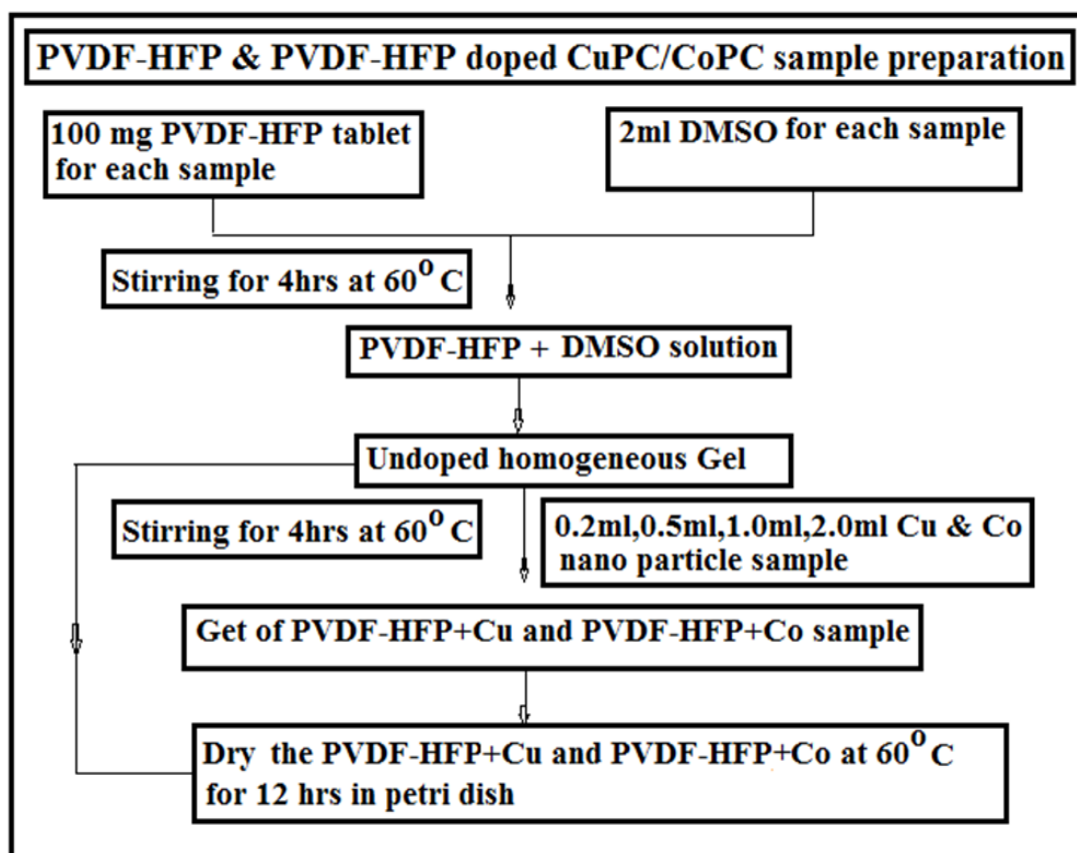 PVDF-HFP & PVDF-HFP doped CuPC/CoPC sample preparation
100 mg PVDF-HFP tablet
for each sample
2ml DMSO for each sample
Stirring for 4hrs at 60° C
PVDF-HFP + DMSO solution
Undoped homogeneous Gel
Stirring for 4hrs at 60° C
0.2ml,0.5ml,1.0ml,2.0ml Cu & Co
nano particle sample
Get of PVDF-HFP+Cu and PVDF-HFP+Co sample
Dry the PVDF-HFP+Cu and PVDF-HFP+Co at 60° C
for 12 hrs in petri dish